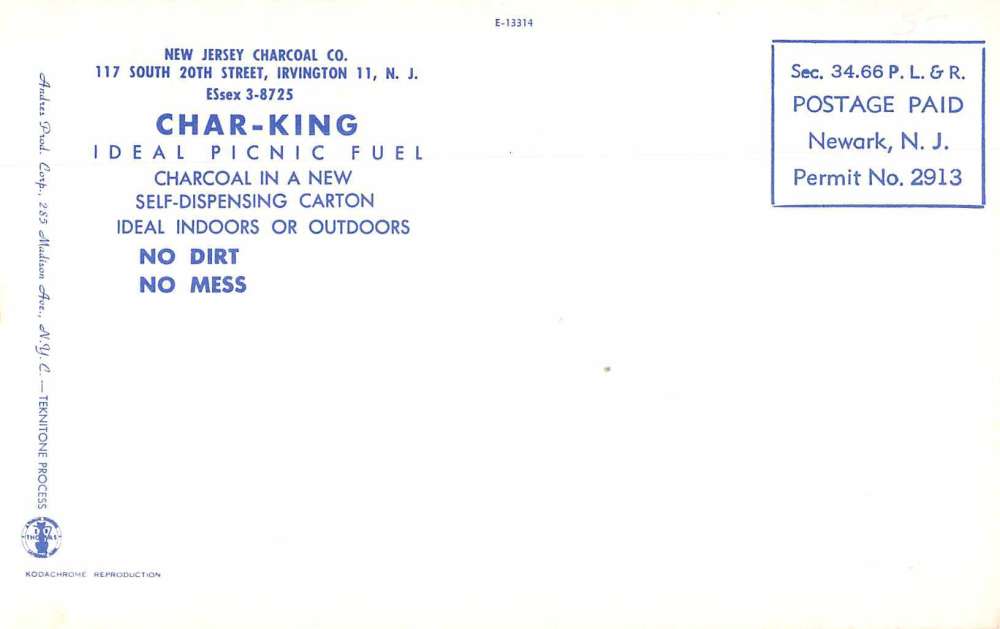 E-13314
NEW JERSEY CHARCOAL CO.
117 SOUTH 20TH STREET, IRVINGTON 11, N. J.
ESsex 3-8725
CHAR-KING
IDEAL PICNIC FUEL
CHARCOAL IN A NEW
SELF-DISPENSING CARTON
IDEAL INDOORS OR OUTDOORS
NO DIRT
NO MESS
Sec. 34.66 P. L. & R.
POSTAGE PAID
Newark, N. J.
Permit No. 2913
Andres Prod. Corp., 285 Madison Ave., N.Y.C. — TEKNITONE PROCESS
THOMAS
KODACHROME REPRODUCTION